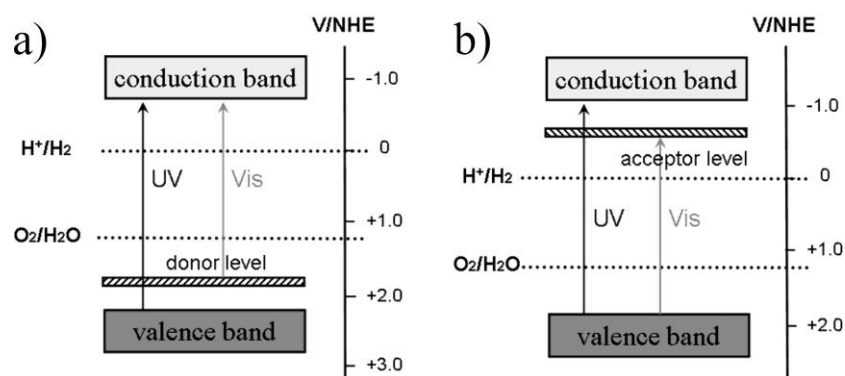 a)
V/NHE
conduction band
-1.0
H⁺/H₂
0
UV
Vis
+1.0
O₂/H₂O
donor level
+2.0
valence band
+3.0
b)
V/NHE
conduction band
-1.0
acceptor level
H⁺/H₂
0
UV
Vis
+1.0
O₂/H₂O
+2.0
valence band